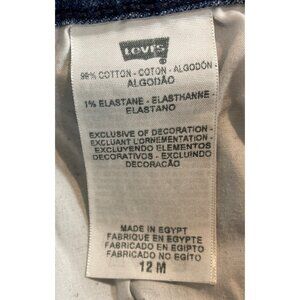 Levi's
99% COTTON - COTON - ALGODÓN -
ALGODÃO
1% ELASTANE - ELASTHANNE -
ELASTANO
EXCLUSIVE OF DECORATION -
EXCLUANT L'ORNEMENTATION -
EXCLUYENDO ELEMENTOS
DECORATIVOS - EXCLUINDO
DECORAÇÃO
MADE IN EGYPT
FABRIQUE EN EGYPTE
FABRICADO EN EGIPTO
FABRICADO NO EGITO
12 M